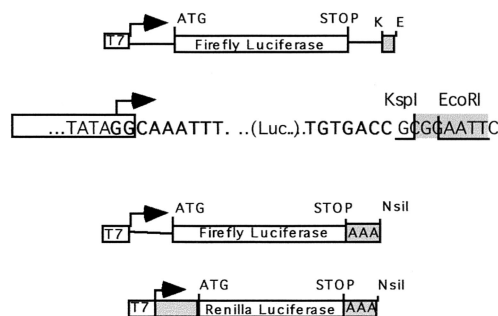 ATG STOP K E
T7 Firefly Luciferase
KspI EcoRI
...TATAGGCAAATTT. ..(Luc..).TGTGACC GCGGAATTC
ATG STOP NsiI
T7 Firefly Luciferase AAA
ATG STOP NsiI
T7 Renilla Luciferase AAA